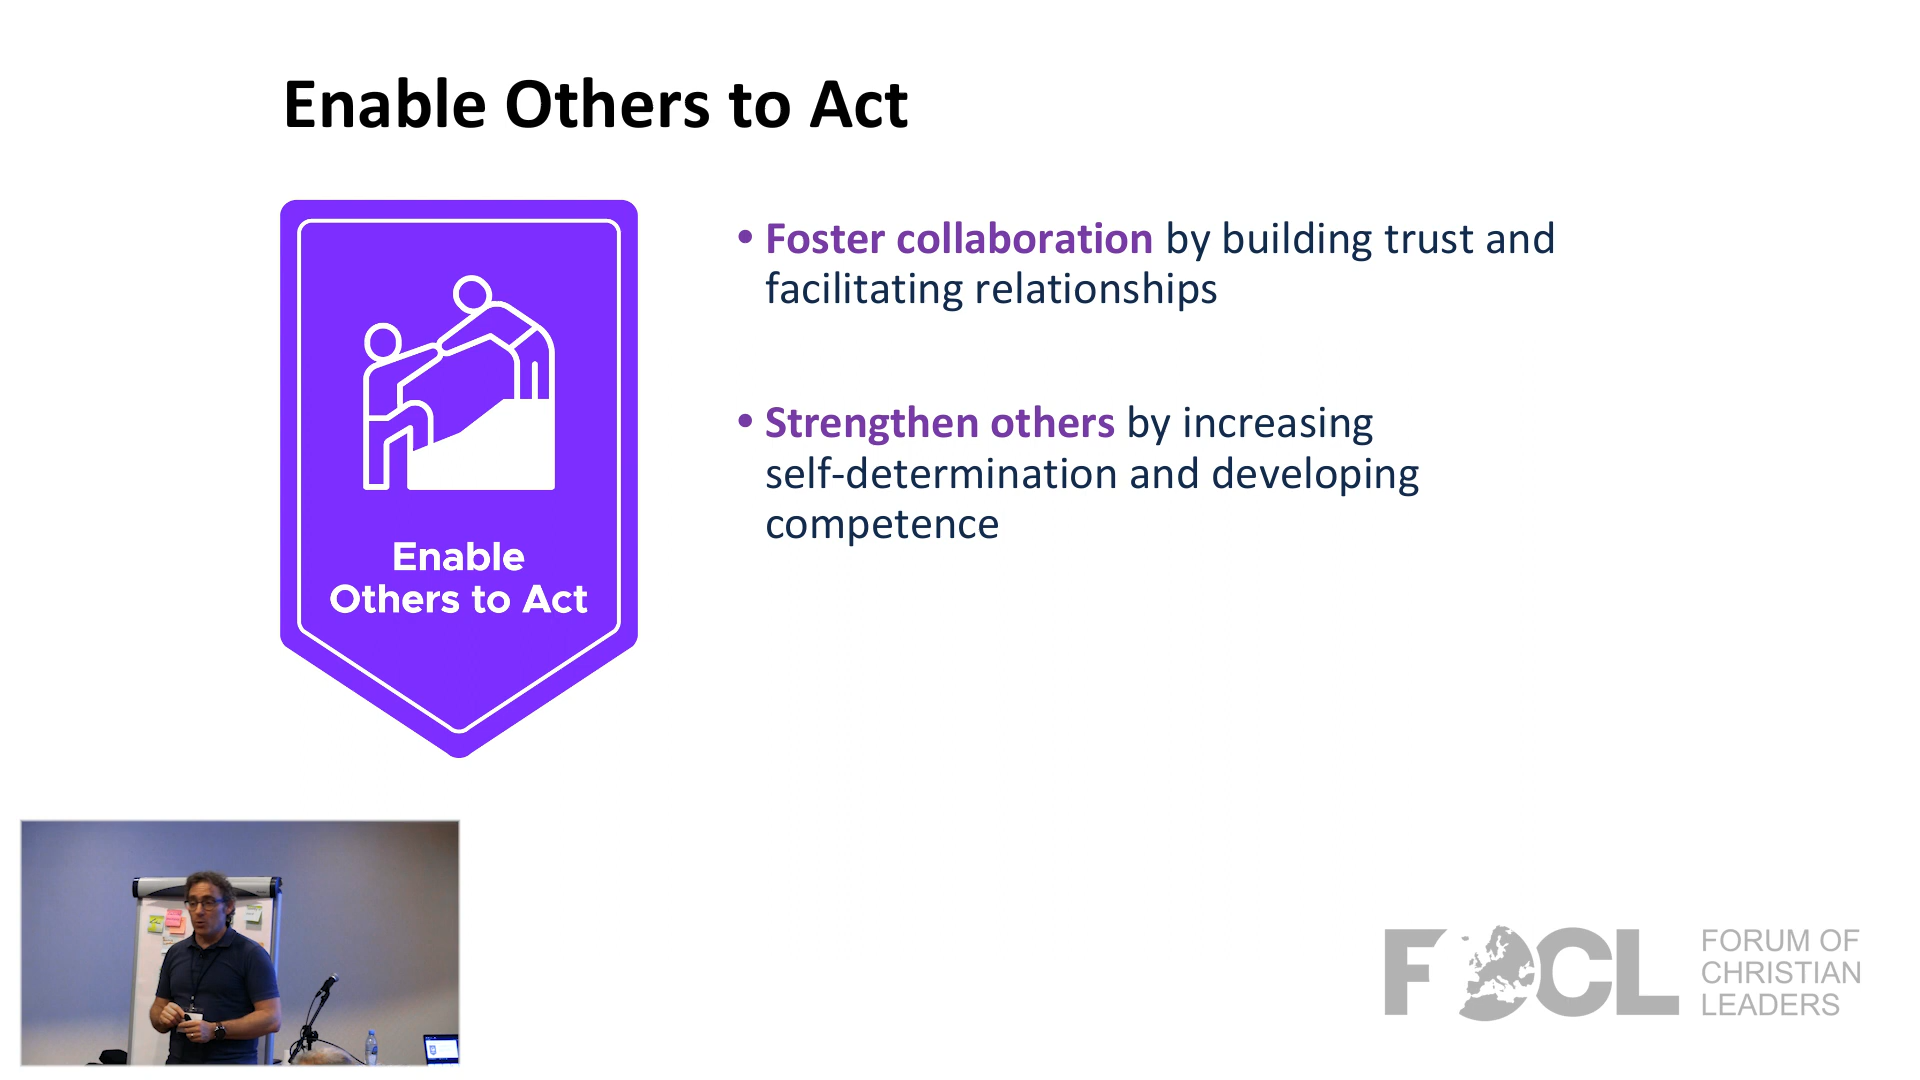 Enable Others to Act
• Foster collaboration by building trust and
facilitating relationships
• Strengthen others by increasing
self-determination and developing
competence
Enable
Others to Act
FOCL
FORUM OF
CHRISTIAN
LEADERS